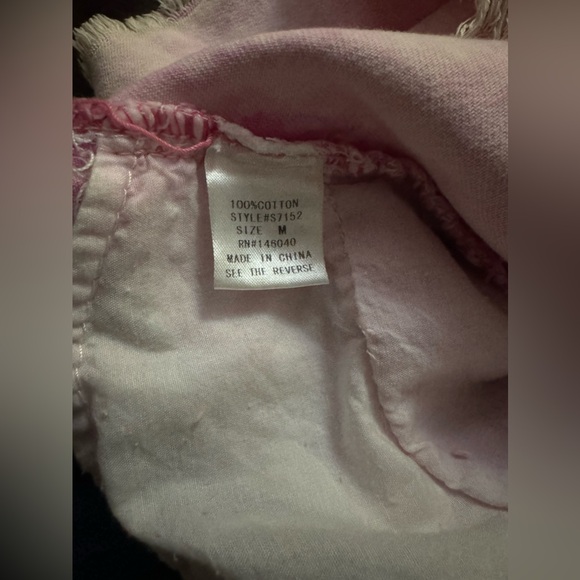 100%COTTON
STYLE#S7152
SIZE M
RN#146040
MADE IN CHINA
SEE THE REVERSE